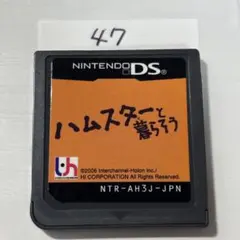 47
NINTENDO DS
ハムスターと
暮らそう
©2006 Interchannel-Holon Inc./
HI CORPORATION All Rights Reserved.
NTR-AH3J-JPN